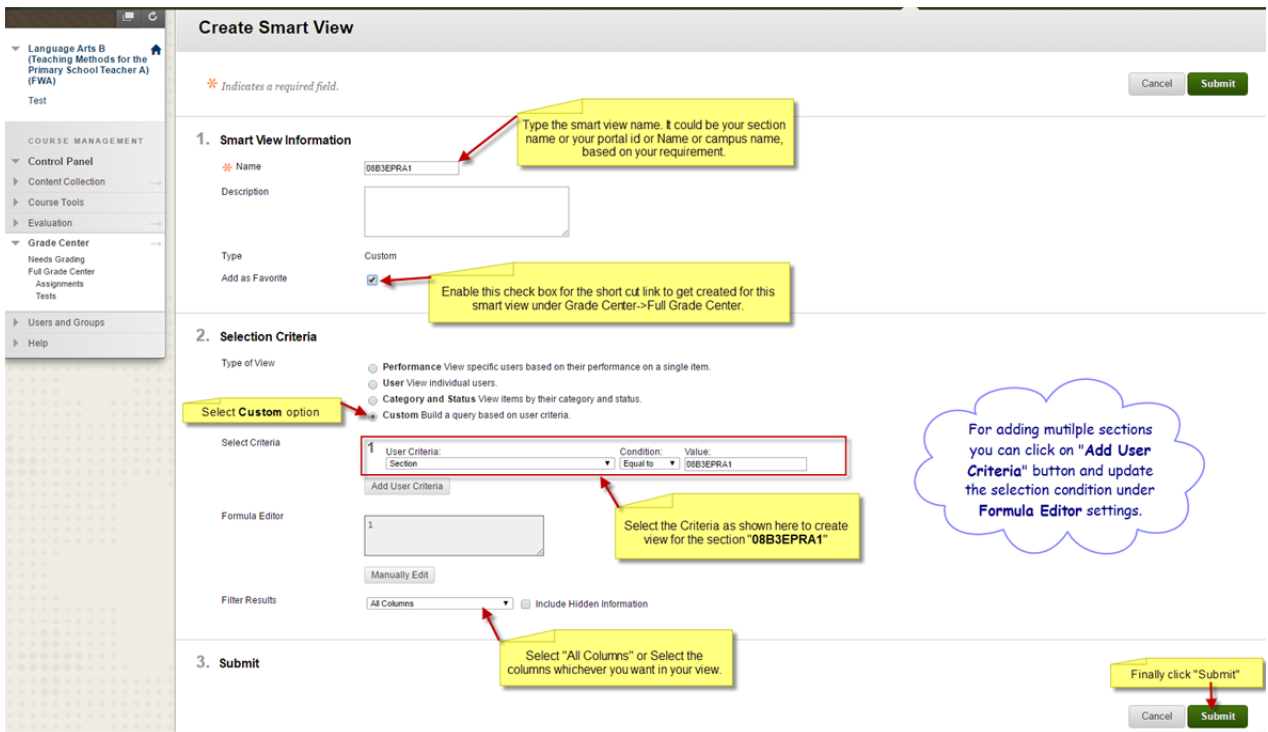 Create Smart View
Language Arts B
(Teaching Methods for the
Primary School Teacher A)
(FWA)
Test
COURSE MANAGEMENT
Control Panel
Content Collection
Course Tools
Evaluation
Grade Center
Needs Grading
Full Grade Center
Assignments
Tests
Users and Groups
Help
* Indicates a required field.
Cancel Submit
1. Smart View Information
Type the smart view name. It could be your section
name or your portal id or Name or campus name,
based on your requirement.
* Name 08B3EPRA1
Description
Type Custom
Add as Favorite
Enable this check box for the short cut link to get created for this
smart view under Grade Center->Full Grade Center.
2. Selection Criteria
Type of View
Performance View specific users based on their performance on a single item.
User View individual users.
Category and Status View items by their category and status.
Custom Build a query based on user criteria.
Select Custom option
Select Criteria
1 User Criteria: Condition: Value:
Section Equal to 08B3EPRA1
Add User Criteria
For adding mutilple sections
you can click on "Add User
Criteria" button and update
the selection condition under
Formula Editor settings.
Formula Editor
1
Select the Criteria as shown here to create
view for the section "08B3EPRA1"
Manually Edit
Filter Results All Columns Include Hidden Information
Select "All Columns" or Select the
columns whichever you want in your view.
3. Submit
Finally click "Submit"
Cancel Submit